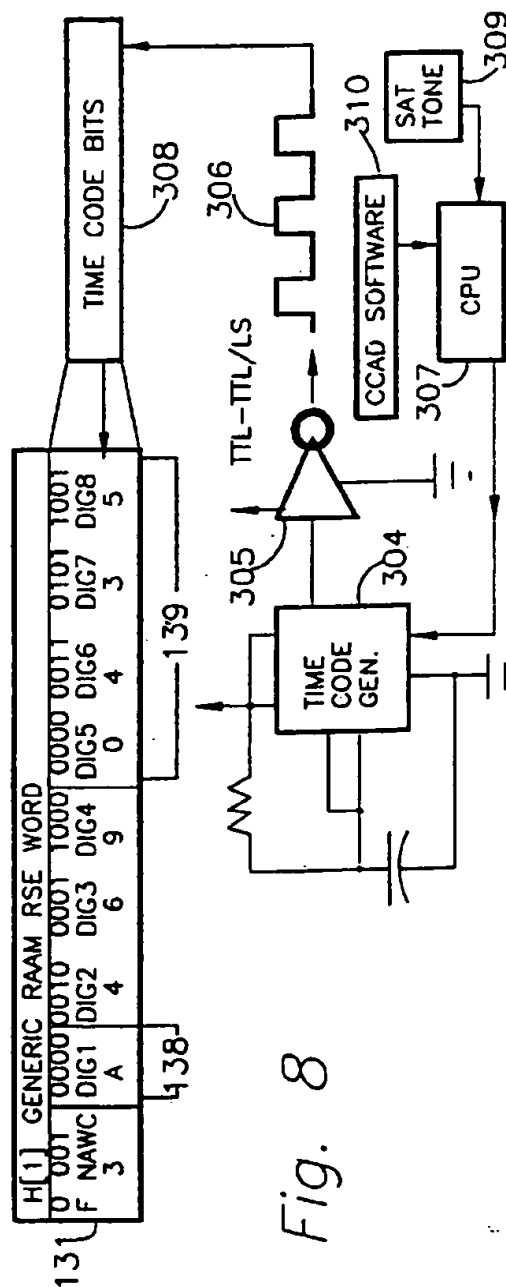 H[1] GENERIC RAAM RSE WORD
0 001 0000 0010 0001 1000 0000 0011 0101 1001
F NAWC DIG1 DIG2 DIG3 DIG4 DIG5 DIG6 DIG7 DIG8
3 A 4 6 9 0 4 3 5
131
138
139
TIME CODE BITS
308
306
TTL-TTL/LS
305
304
TIME
CODE
GEN.
CCAD SOFTWARE
310
CPU
307
SAT
TONE
309
Fig. 8